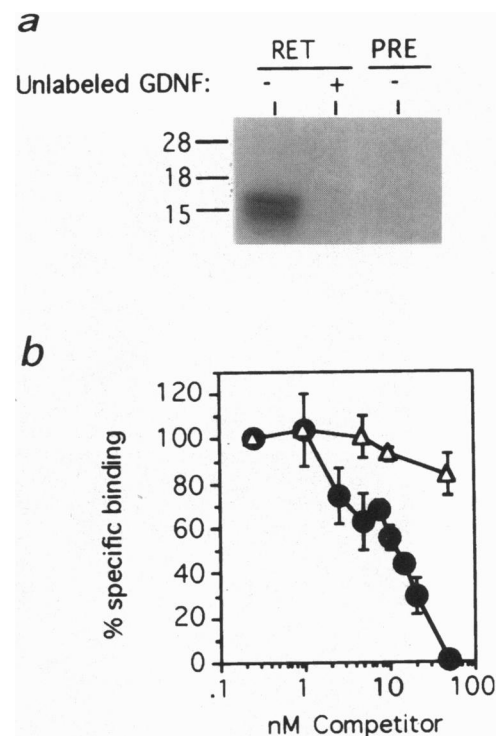 a
RET PRE
Unlabeled GDNF: - + -
28
18
15
b
120
100
80
60
40
20
0
% specific binding
.1 1 10 100
nM Competitor